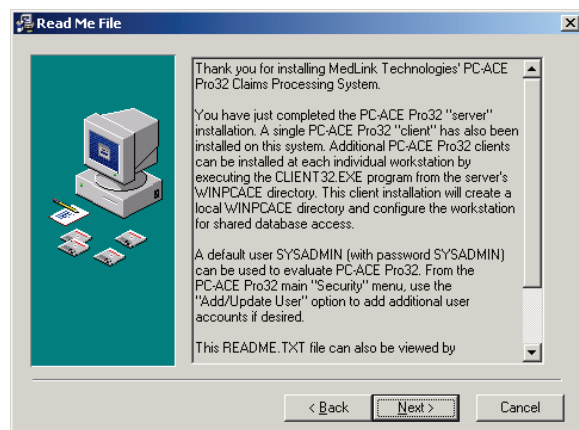 Read Me File
Thank you for installing MedLink Technologies' PC-ACE
Pro32 Claims Processing System.
You have just completed the PC-ACE Pro32 "server"
installation. A single PC-ACE Pro32 "client" has also been
installed on this system. Additional PC-ACE Pro32 clients
can be installed at each individual workstation by
executing the CLIENT32.EXE program from the server's
WINPCACE directory. This client installation will create a
local WINPCACE directory and configure the workstation
for shared database access.
A default user SYSADMIN (with password SYSADMIN)
can be used to evaluate PC-ACE Pro32. From the
PC-ACE Pro32 main "Security" menu, use the
"Add/Update User" option to add additional user
accounts if desired.
This README.TXT file can also be viewed by
< Back
Next >
Cancel